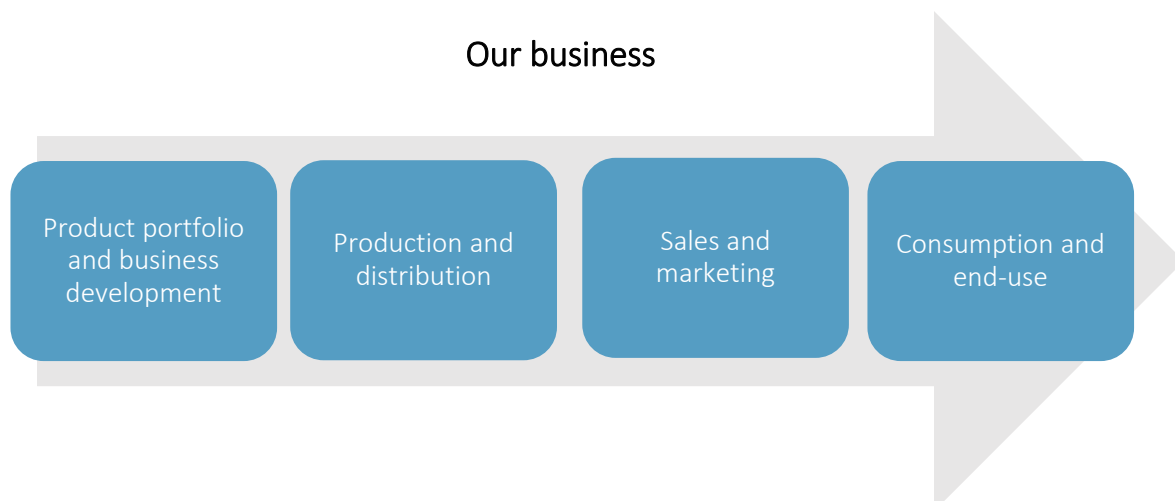 Our business
Product portfolio
and business
development
Production and
distribution
Sales and
marketing
Consumption and
end-use